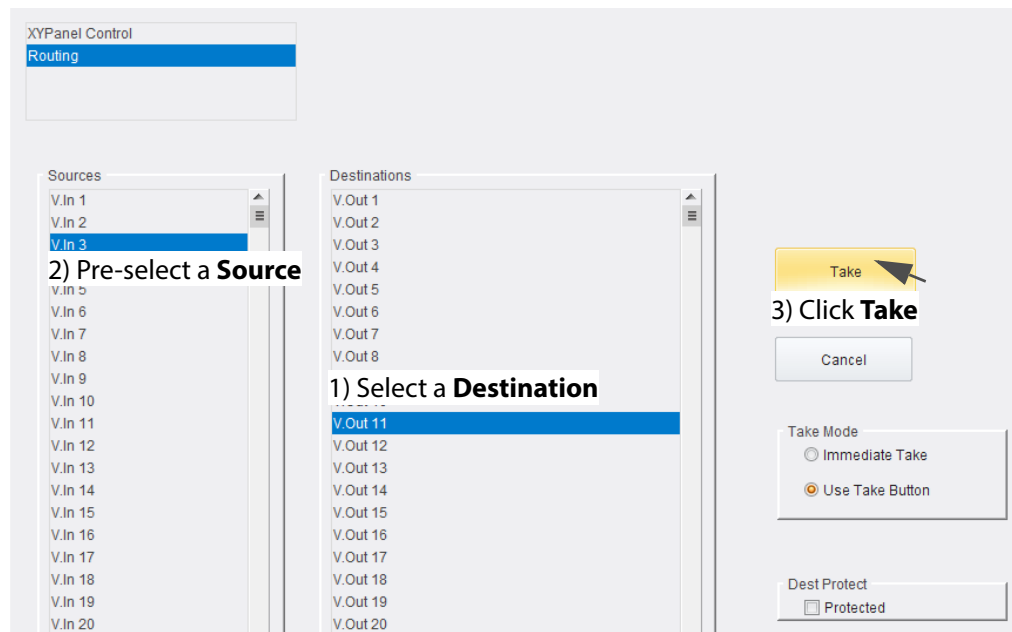 XYPanel Control
Routing
Sources
V.In 1
V.In 2
V.In 3
2) Pre-select a Source
V.In 5
V.In 6
V.In 7
V.In 8
V.In 9
V.In 10
V.In 11
V.In 12
V.In 13
V.In 14
V.In 15
V.In 16
V.In 17
V.In 18
V.In 19
V.In 20
Destinations
V.Out 1
V.Out 2
V.Out 3
V.Out 4
V.Out 5
V.Out 6
V.Out 7
V.Out 8
1) Select a Destination
V.Out 11
V.Out 12
V.Out 13
V.Out 14
V.Out 15
V.Out 16
V.Out 17
V.Out 18
V.Out 19
V.Out 20
Take
3) Click Take
Cancel
Take Mode
Immediate Take
Use Take Button
Dest Protect
Protected